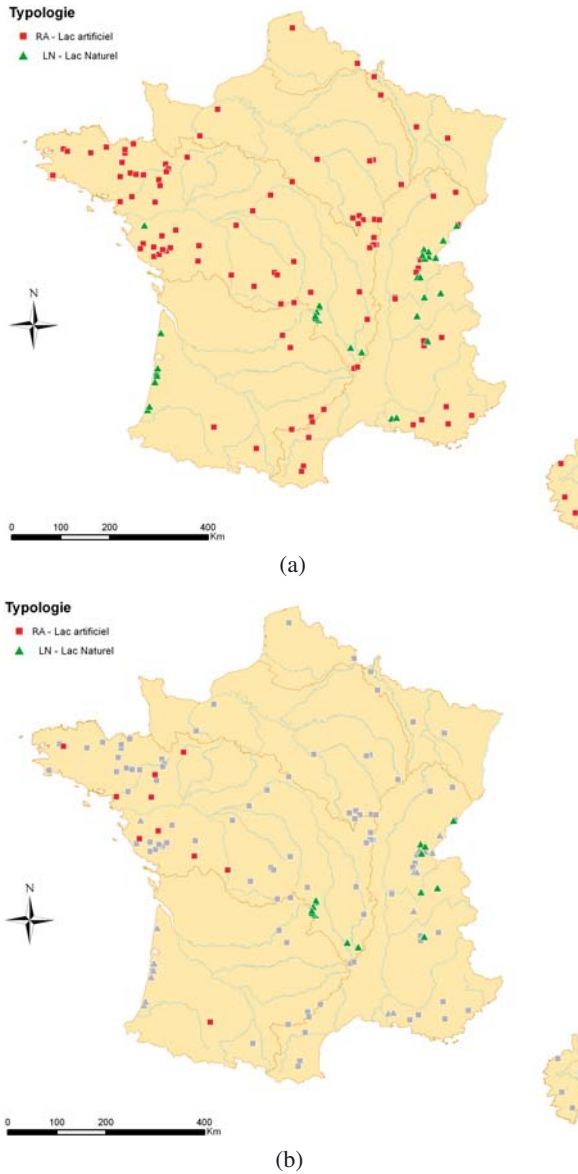 Typologie
RA - Lac artificiel
LN - Lac Naturel
N
0 100 200 400
Km
(a)
Typologie
RA - Lac artificiel
LN - Lac Naturel
N
0 100 200 400
Km
(b)